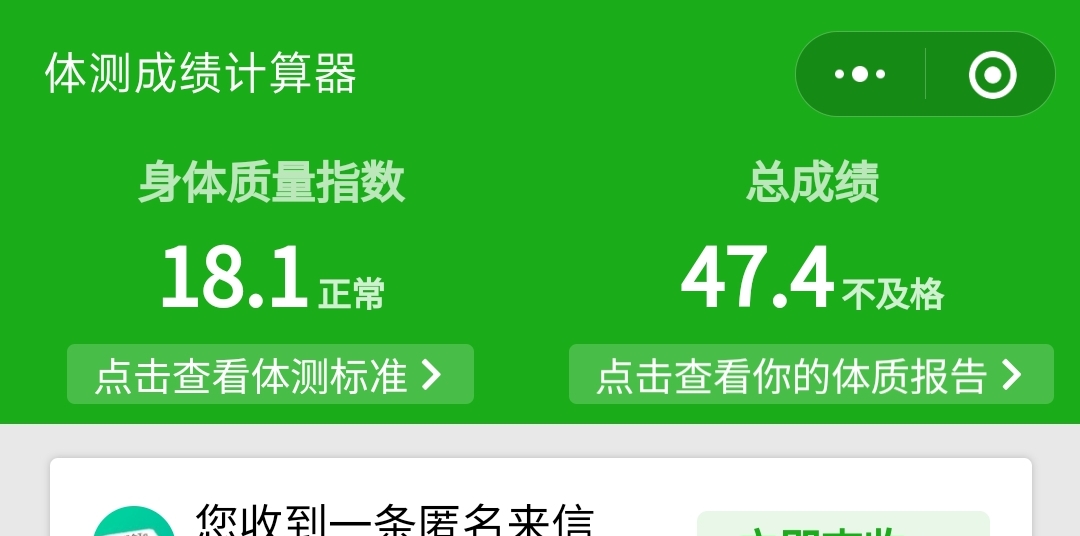 体测成绩计算器
身体质量指数
总成绩
18.1 正常
47.4 不及格
点击查看体测标准
点击查看你的体质报告
您收到一条匿名来信